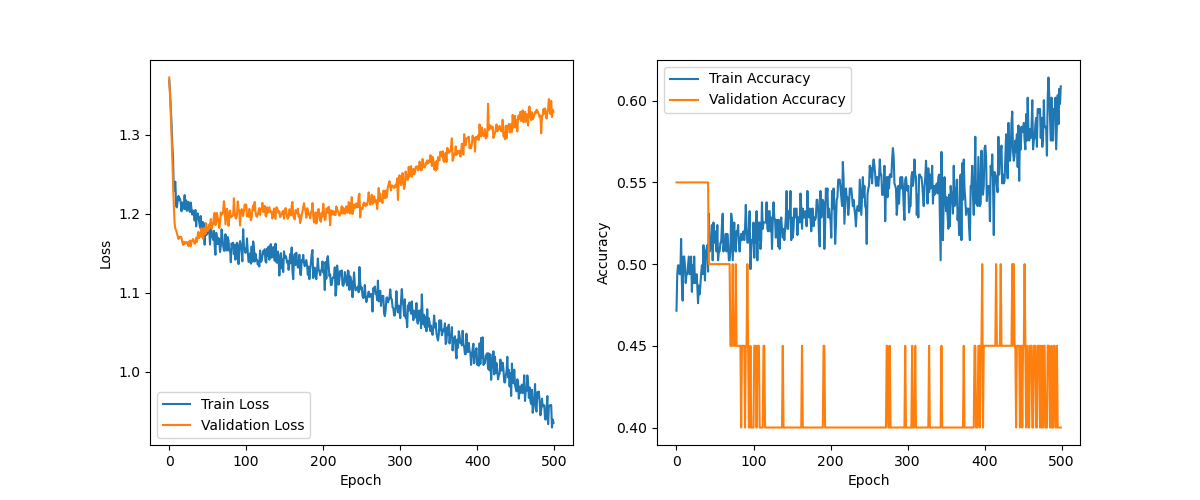 1.3
1.2
1.1
1.0
Loss
Train Loss
Validation Loss
0 100 200 300 400 500
Epoch
Train Accuracy
Validation Accuracy
0.60
0.55
0.50
0.45
0.40
Accuracy
0 100 200 300 400 500
Epoch